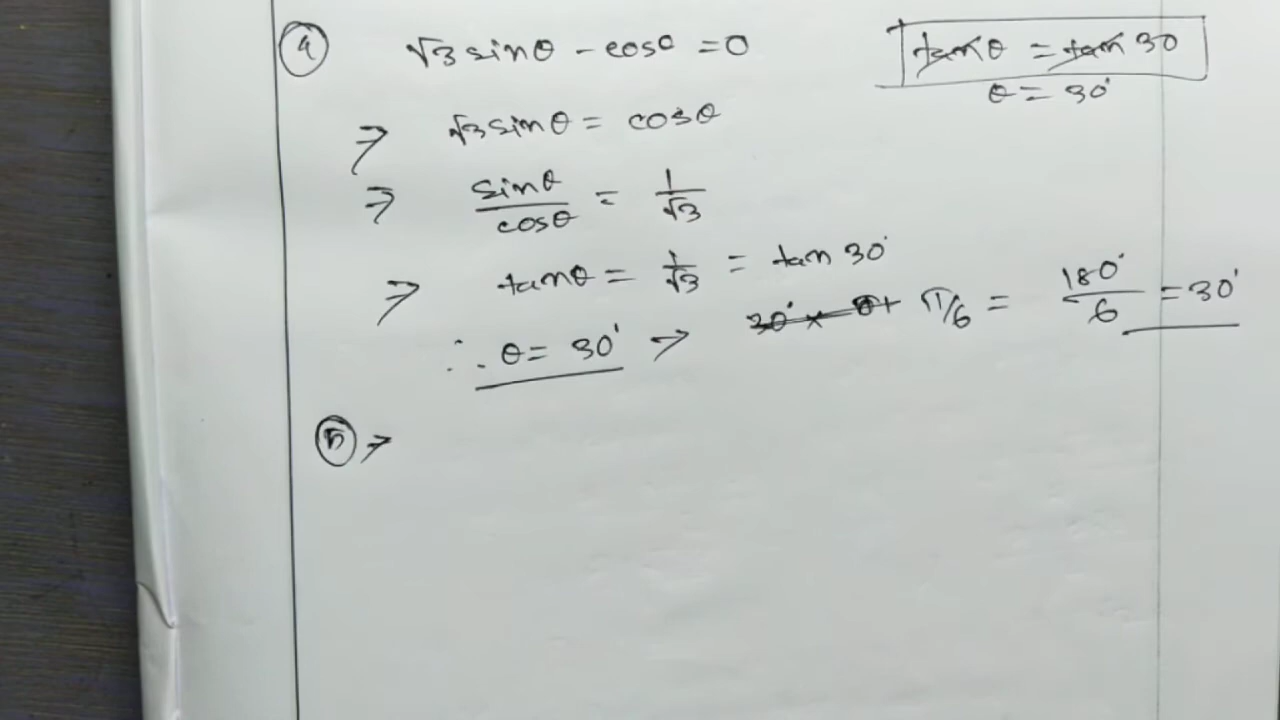 ④ √3 sinθ - cosθ = 0
tanθ = tan 30
θ = 30°
⇒ √3 sinθ = cosθ
⇒ sinθ/cosθ = 1/√3
⇒ tanθ = 1/√3 = tan 30°
∴ θ = 30° ⇒ π/6 = 180°/6 = 30°
⑤ ⇒